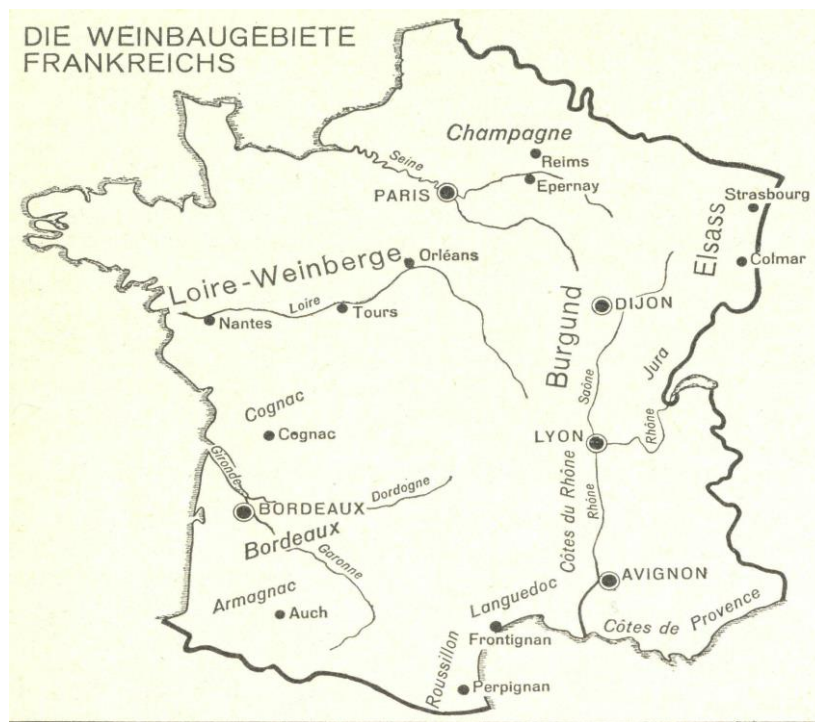 DIE WEINBAUGEBIETE
FRANKREICHS
Champagne
Reims
Seine
Epernay
PARIS
Strasbourg
Elsass
Colmar
Orléans
Loire-Weinberge
Loire
Tours
Nantes
Burgund
DIJON
Saône
Jura
Cognac
Cognac
LYON
Rhône
Gironde
Dordogne
BORDEAUX
Bordeaux
Garonne
Côtes du Rhône
Rhône
AVIGNON
Armagnac
Auch
Languedoc
Frontignan
Côtes de Provence
Roussillon
Perpignan